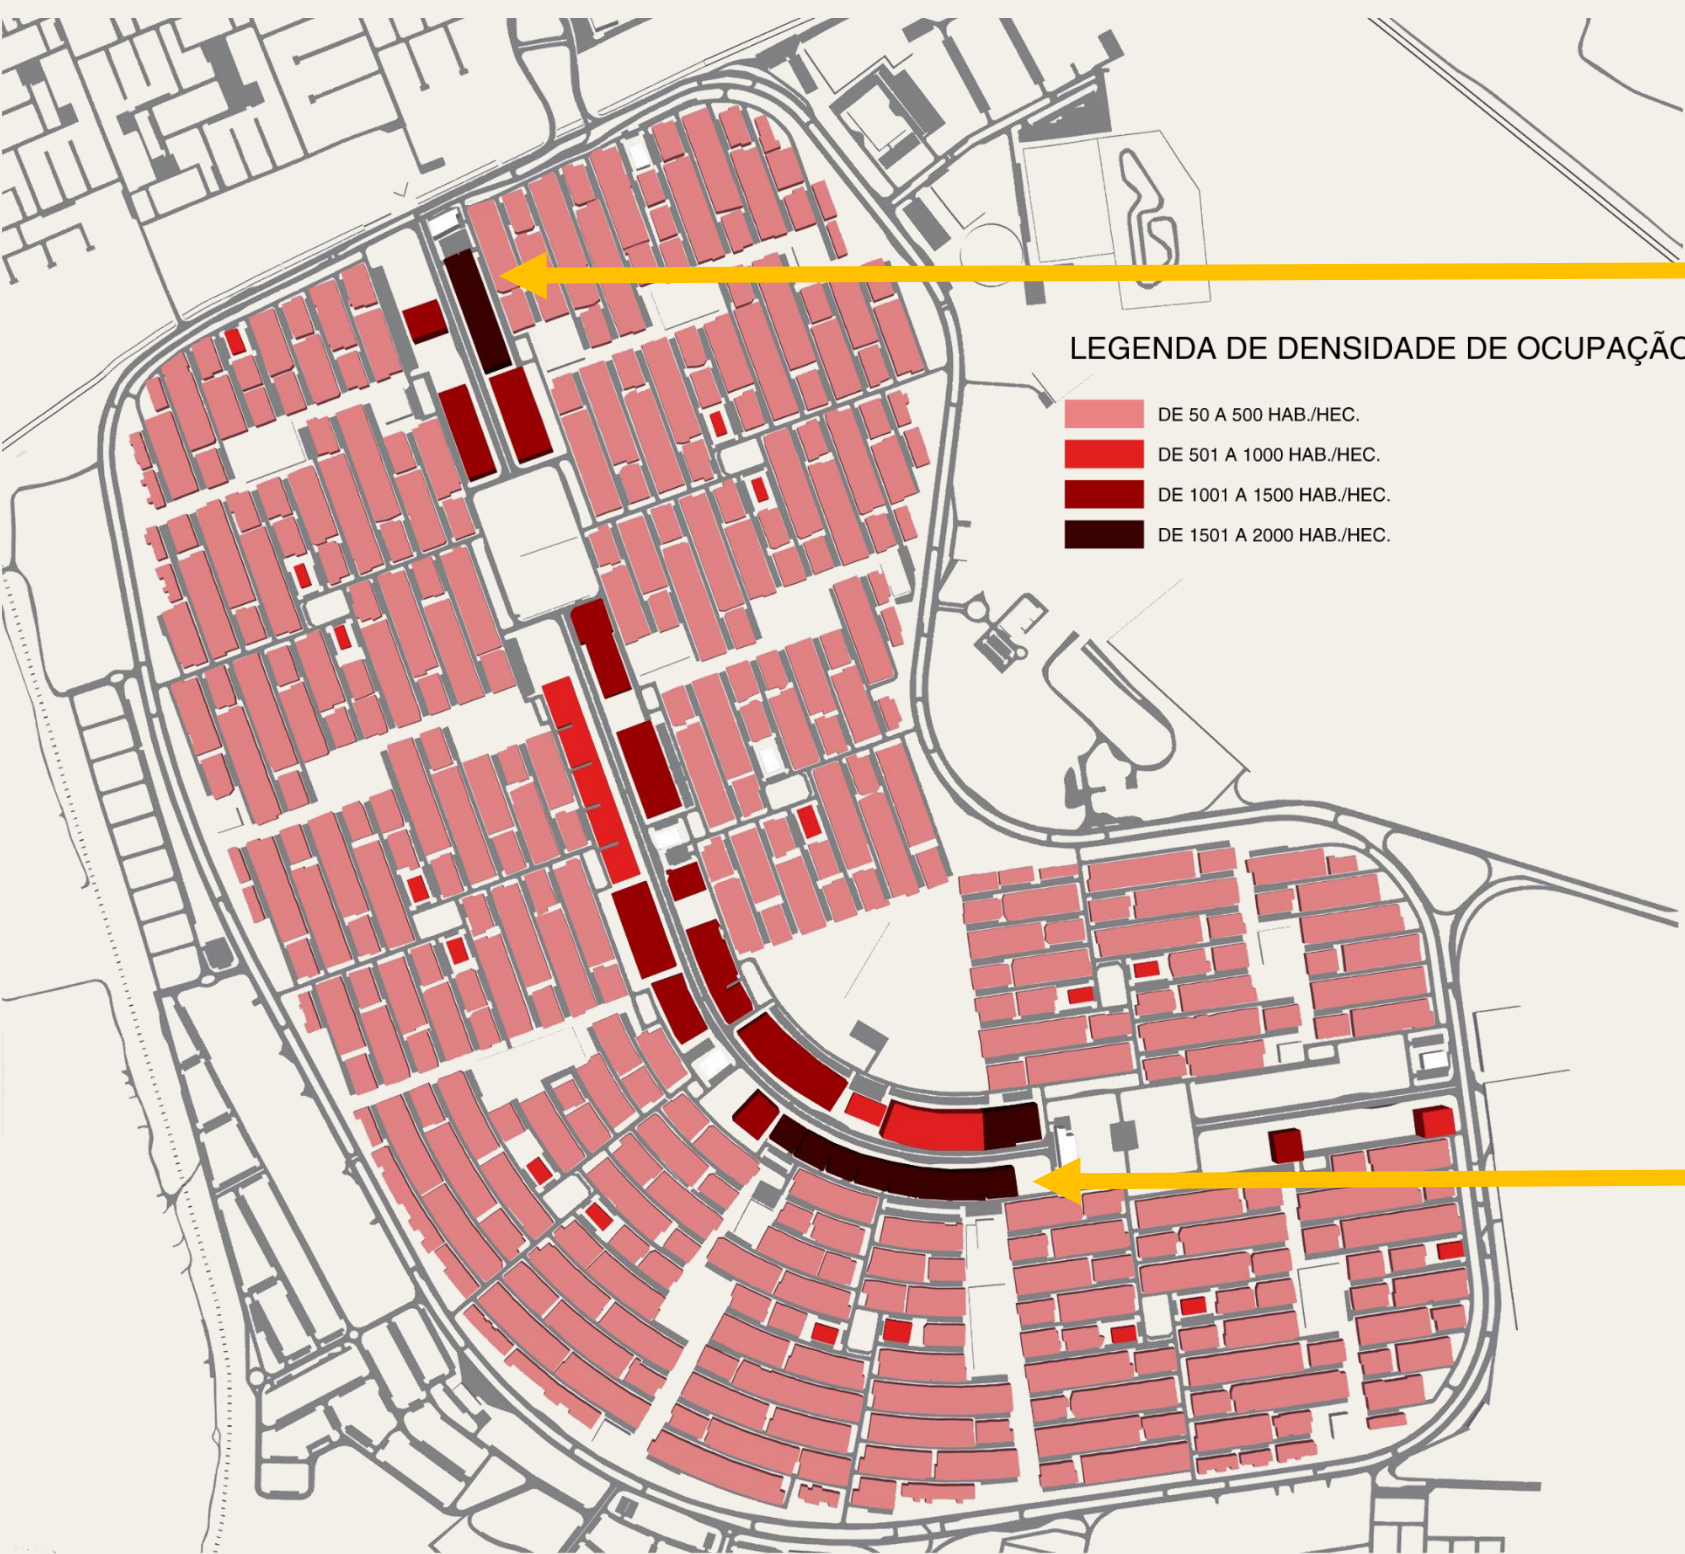 LEGENDA DE DENSIDADE DE OCUPAÇÃO
DE 50 A 500 HAB./HEC.
DE 501 A 1000 HAB./HEC.
DE 1001 A 1500 HAB./HEC.
DE 1501 A 2000 HAB./HEC.